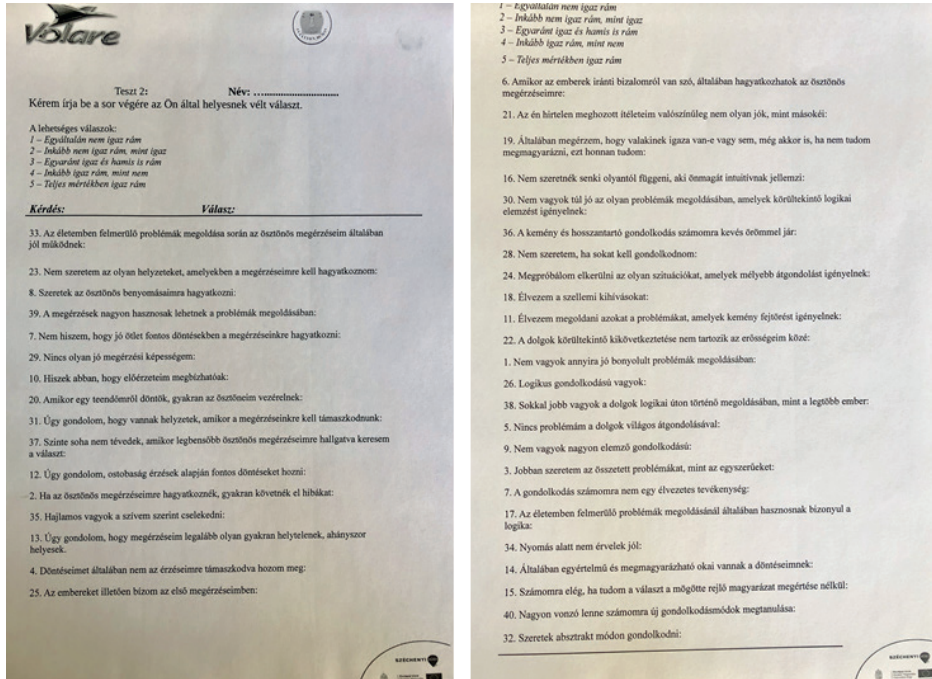 Volare
Teszt 2: Név: ..............................
Kérem írja be a sor végére az Ön által helyesnek vélt választ.
A lehetséges válaszok:
1 – Egyáltalán nem igaz rám
2 – Inkább nem igaz rám, mint igaz
3 – Egyaránt igaz és hamis is rám
4 – Inkább igaz rám, mint nem
5 – Teljes mértékben igaz rám
Kérdés: Válasz:
33. Az életemben felmerülő problémák megoldása során az ösztönös megérzéseim általában
jól működnek:
23. Nem szeretem az olyan helyzeteket, amelyekben a megérzéseimre kell hagyatkoznom:
8. Szeretek az ösztönös benyomásaimra hagyatkozni:
39. A megérzések nagyon hasznosak lehetnek a problémák megoldásában:
7. Nem hiszem, hogy jó ötlet fontos döntésekben a megérzéseinkre hagyatkozni:
29. Nincs olyan jó megérzési képességem:
10. Hiszek abban, hogy előérzeteim megbízhatóak:
20. Amikor egy teendőmről döntök, gyakran az ösztöneim vezérelnek:
31. Úgy gondolom, hogy vannak helyzetek, amikor a megérzéseinkre kell támaszkodnunk:
37. Szinte soha nem tévedek, amikor legbensőbb ösztönös megérzéseimre hallgatva keresem
a választ:
12. Úgy gondolom, ostobaság érzések alapján fontos döntéseket hozni:
2. Ha az ösztönös megérzéseimre hagyatkoznék, gyakran követnék el hibákat:
35. Hajlamos vagyok a szívem szerint cselekedni:
13. Úgy gondolom, hogy megérzéseim legalább olyan gyakran helytelenek, ahányszor
helyesek.
4. Döntéseimet általában nem az érzéseimre támaszkodva hozom meg:
25. Az embereket illetően bízom az első megérzéseimben:
SZÉCHENYI
1 – Egyáltalán nem igaz rám
2 – Inkább nem igaz rám, mint igaz
3 – Egyaránt igaz és hamis is rám
4 – Inkább igaz rám, mint nem
5 – Teljes mértékben igaz rám
6. Amikor az emberek iránti bizalomról van szó, általában hagyatkozhatok az ösztönös
megérzéseimre:
21. Az én hirtelen meghozott ítéleteim valószínűleg nem olyan jók, mint másokéi:
19. Általában megérzem, hogy valakinek igaza van-e vagy sem, még akkor is, ha nem tudom
megmagyarázni, ezt honnan tudom:
16. Nem szeretnék senki olyantól függeni, aki önmagát intuitívnak jellemzi:
30. Nem vagyok túl jó az olyan problémák megoldásában, amelyek körültekintő logikai
elemzést igényelnek:
36. A kemény és hosszantartó gondolkodás számomra kevés örömmel jár:
28. Nem szeretem, ha sokat kell gondolkodnom:
24. Megpróbálom elkerülni az olyan szituációkat, amelyek mélyebb átgondolást igényelnek:
18. Élvezem a szellemi kihívásokat:
11. Élvezem megoldani azokat a problémákat, amelyek kemény fejtörést igényelnek:
22. A dolgok körültekintő kikövetkeztetése nem tartozik az erősségeim közé:
1. Nem vagyok annyira jó bonyolult problémák megoldásában:
26. Logikus gondolkodású vagyok:
38. Sokkal jobb vagyok a dolgok logikai úton történő megoldásában, mint a legtöbb ember:
5. Nincs problémám a dolgok világos átgondolásával:
9. Nem vagyok nagyon elemző gondolkodású:
3. Jobban szeretem az összetett problémákat, mint az egyszerűeket:
7. A gondolkodás számomra nem egy élvezetes tevékenység:
17. Az életemben felmerülő problémák megoldásánál általában hasznosnak bizonyul a
logika:
34. Nyomás alatt nem érvelek jól:
14. Általában egyértelmű és megmagyarázható okai vannak a döntéseimnek:
15. Számomra elég, ha tudom a választ a mögötte rejlő magyarázat megértése nélkül:
40. Nagyon vonzó lenne számomra új gondolkodásmódok megtanulása:
32. Szeretek absztrakt módon gondolkodni:
SZÉCHENYI